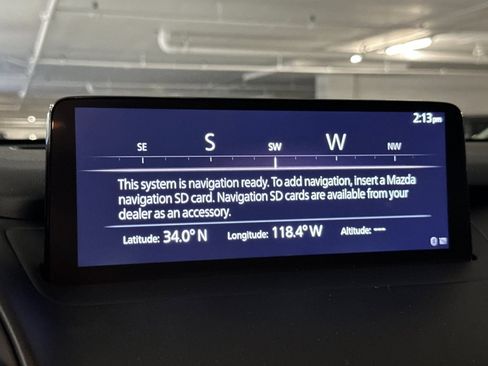 2:13pm
SE S SW W NW
This system is navigation ready. To add navigation, insert a Mazda
navigation SD card. Navigation SD cards are available from your
dealer as an accessory.
Latitude: 34.0° N Longitude: 118.4° W Altitude: ---